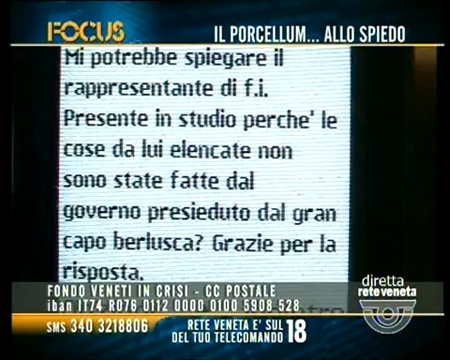 FOCUS
IL PORCELLUM... ALLO SPIEDO
Mi potrebbe spiegare il
rappresentante di f.i.
Presente in studio perche' le
cose da lui elencate non
sono state fatte dal
governo presieduto dal gran
capo berlusca? Grazie per la
risposta.
FONDO VENETI IN CRISI - CC POSTALE
iban IT74 R076 0112 0000 0100 5908 528
diretta
reteveneta
SMS 340 3218806
RETE VENETA E' SUL
DEL TUO TELECOMANDO 18